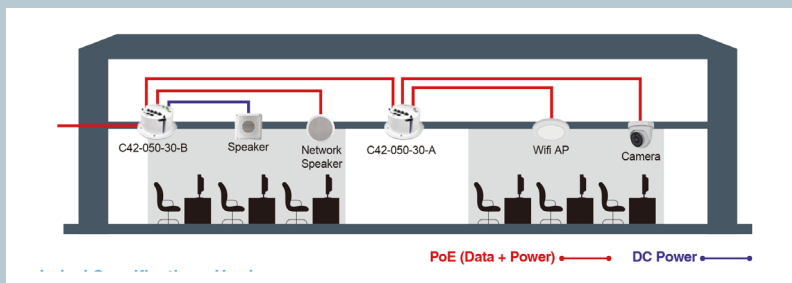 C42-050-30-B
Speaker
Network
Speaker
C42-050-30-A
Wifi AP
Camera
PoE (Data + Power)
DC Power